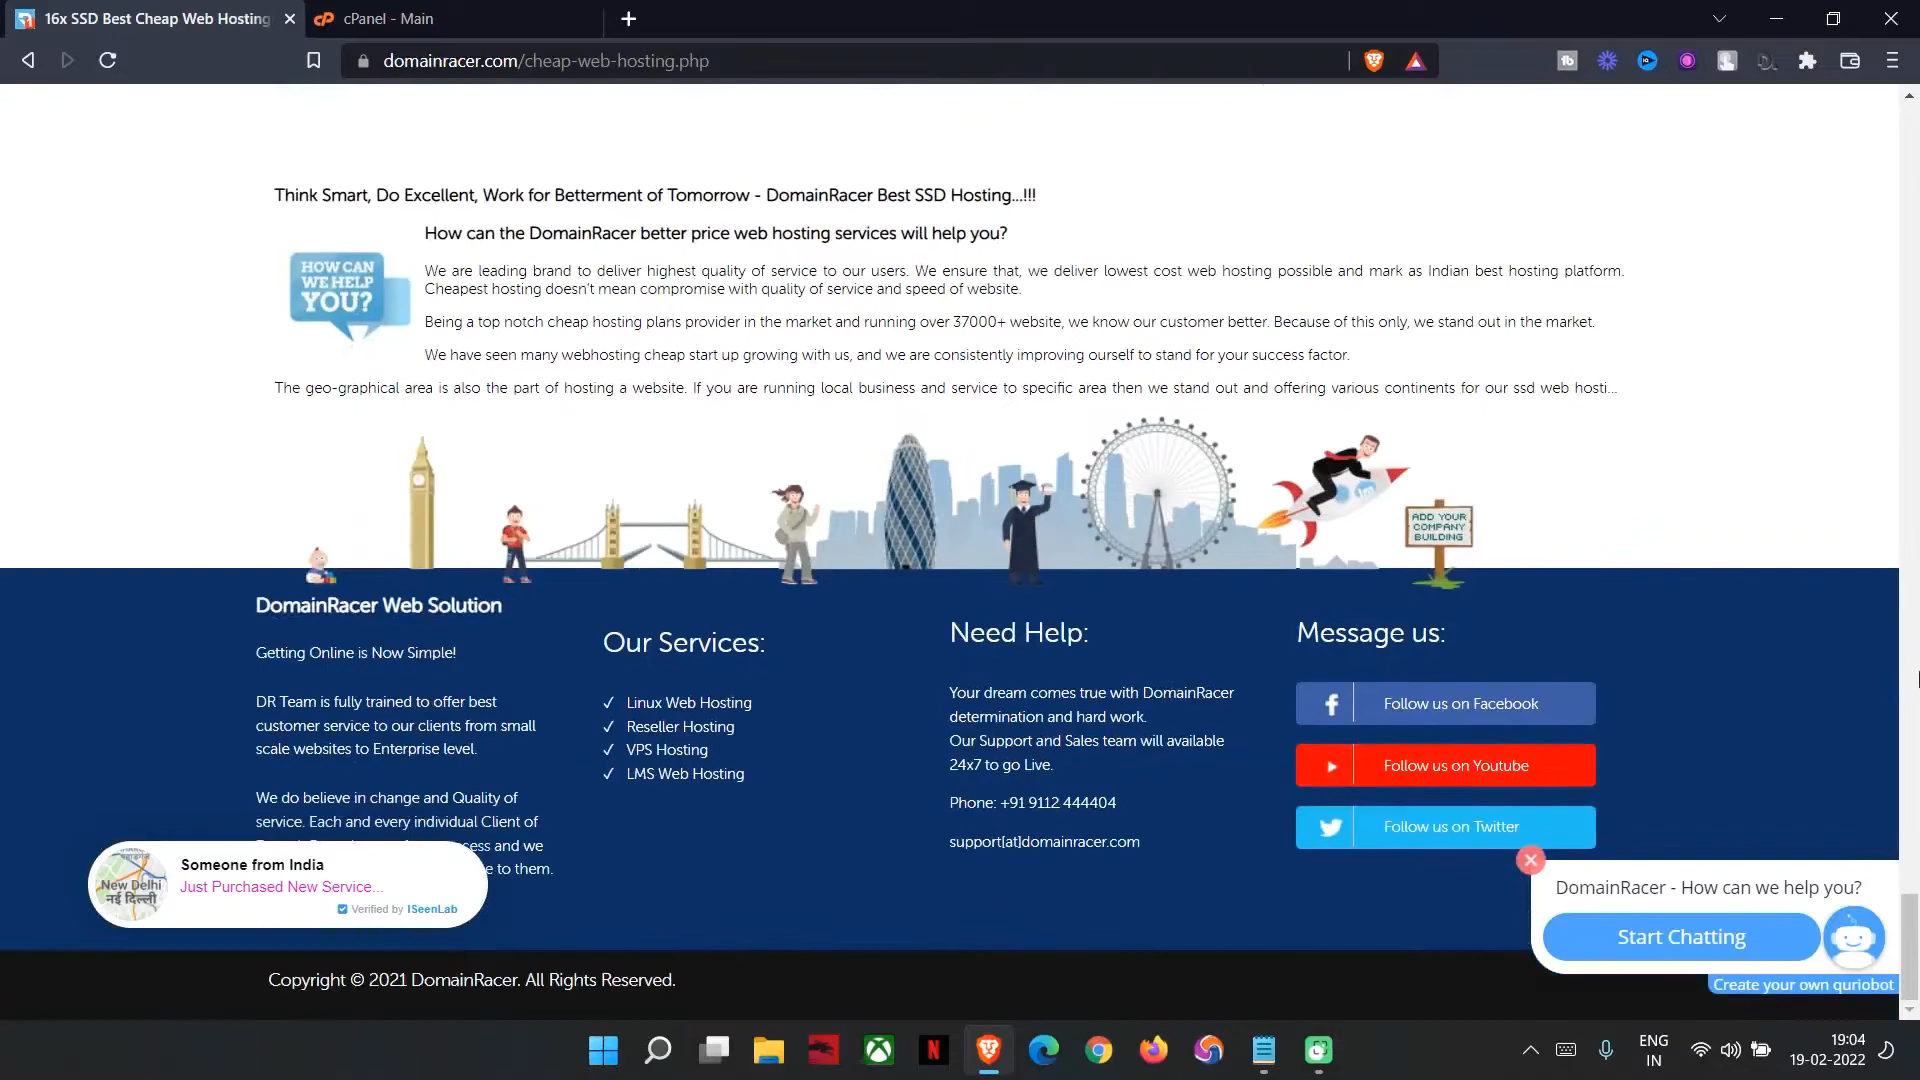 16x SSD Best Cheap Web Hosting
cPanel - Main
domainracer.com/cheap-web-hosting.php
Think Smart, Do Excellent, Work for Betterment of Tomorrow - DomainRacer Best SSD Hosting...!!!
How can the DomainRacer better price web hosting services will help you?
HOW CAN
WE HELP
YOU?
We are leading brand to deliver highest quality of service to our users. We ensure that, we deliver lowest cost web hosting possible and mark as Indian best hosting platform.
Cheapest hosting doesn't mean compromise with quality of service and speed of website.
Being a top notch cheap hosting plans provider in the market and running over 37000+ website, we know our customer better. Because of this only, we stand out in the market.
We have seen many webhosting cheap start up growing with us, and we are consistently improving ourself to stand for your success factor.
The geo-graphical area is also the part of hosting a website. If you are running local business and service to specific area then we stand out and offering various continents for our ssd web hosti...
ADD YOUR
COMPANY
BUILDING
DomainRacer Web Solution
Getting Online is Now Simple!
DR Team is fully trained to offer best
customer service to our clients from small
scale websites to Enterprise level.
We do believe in change and Quality of
service. Each and every individual Client of
cess and we
e to them.
Our Services:
✓ Linux Web Hosting
✓ Reseller Hosting
✓ VPS Hosting
✓ LMS Web Hosting
Need Help:
Your dream comes true with DomainRacer
determination and hard work.
Our Support and Sales team will available
24x7 to go Live.
Phone: +91 9112 444404
support[at]domainracer.com
Message us:
Follow us on Facebook
Follow us on Youtube
Follow us on Twitter
New Delhi
नई दिल्ली
Someone from India
Just Purchased New Service...
Verified by ISeenLab
DomainRacer - How can we help you?
Start Chatting
Create your own quriobot
Copyright © 2021 DomainRacer. All Rights Reserved.
ENG
IN
19:04
19-02-2022